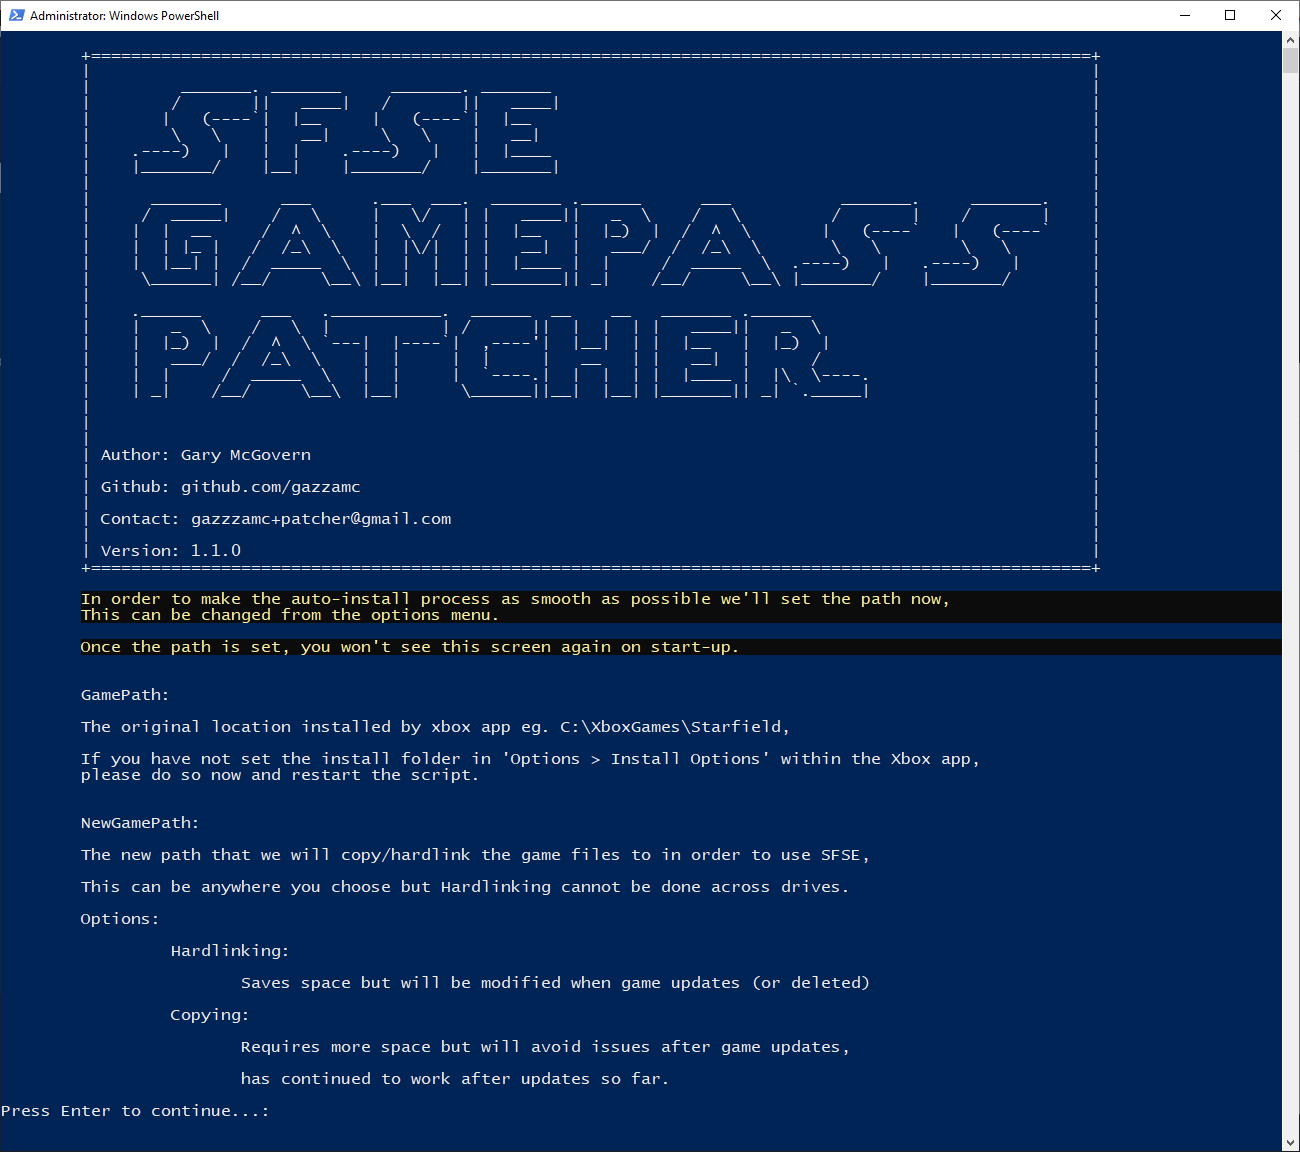 Administrator: Windows PowerShell
SFSE
GAMEPASS
PATCHER
Author: Gary McGovern
Github: github.com/gazzamc
Contact: gazzzamc+patcher@gmail.com
Version: 1.1.0
In order to make the auto-install process as smooth as possible we'll set the path now,
This can be changed from the options menu.
Once the path is set, you won't see this screen again on start-up.
GamePath:
The original location installed by xbox app eg. C:\XboxGames\Starfield,
If you have not set the install folder in 'Options > Install Options' within the Xbox app,
please do so now and restart the script.
NewGamePath:
The new path that we will copy/hardlink the game files to in order to use SFSE,
This can be anywhere you choose but Hardlinking cannot be done across drives.
Options:
Hardlinking:
Saves space but will be modified when game updates (or deleted)
Copying:
Requires more space but will avoid issues after game updates,
has continued to work after updates so far.
Press Enter to continue...: